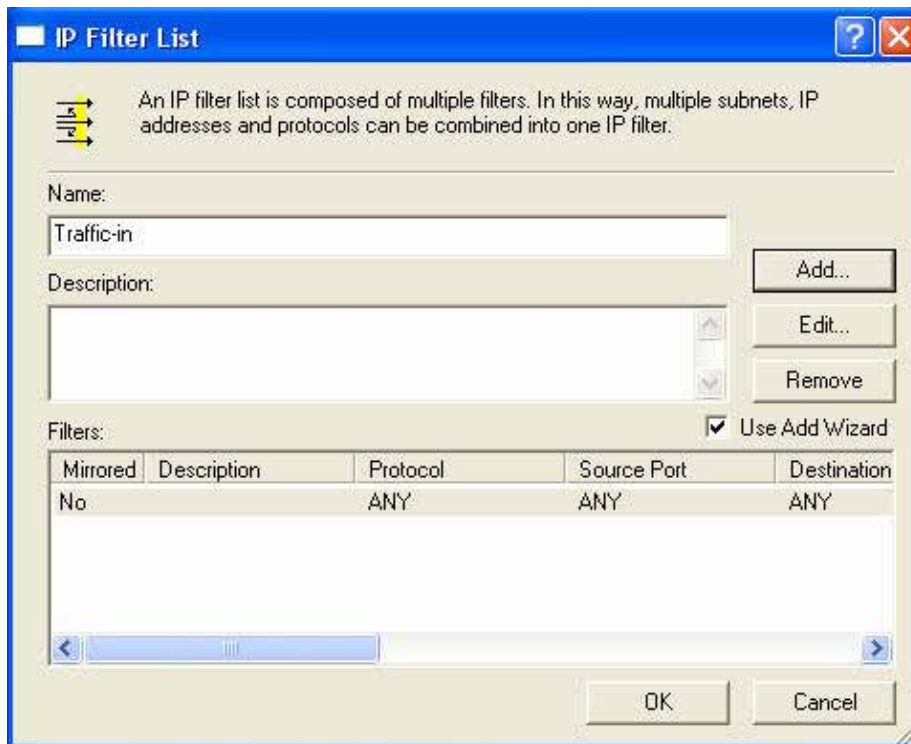 IP Filter List
An IP filter list is composed of multiple filters. In this way, multiple subnets, IP
addresses and protocols can be combined into one IP filter.
Name:
Traffic-in
Add...
Description:
Edit...
Remove
Filters:
Use Add Wizard
Mirrored Description Protocol Source Port Destination
No ANY ANY ANY
OK Cancel